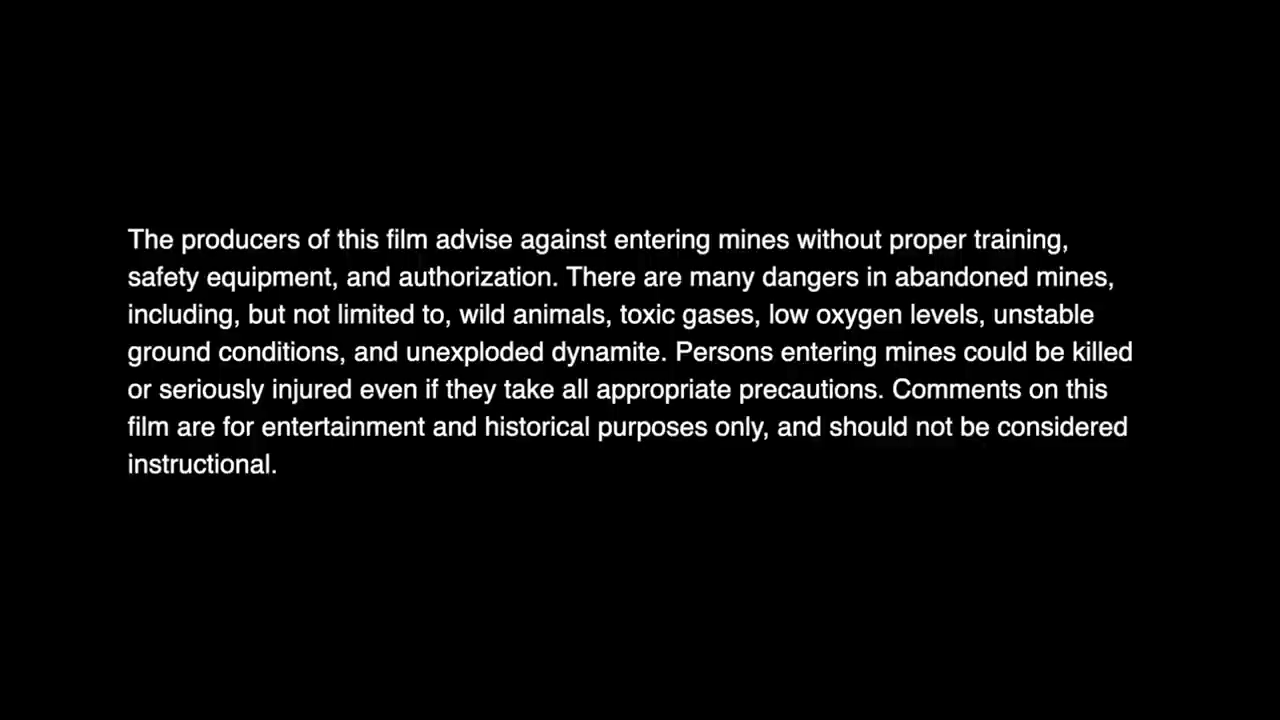 The producers of this film advise against entering mines without proper training,
safety equipment, and authorization. There are many dangers in abandoned mines,
including, but not limited to, wild animals, toxic gases, low oxygen levels, unstable
ground conditions, and unexploded dynamite. Persons entering mines could be killed
or seriously injured even if they take all appropriate precautions. Comments on this
film are for entertainment and historical purposes only, and should not be considered
instructional.